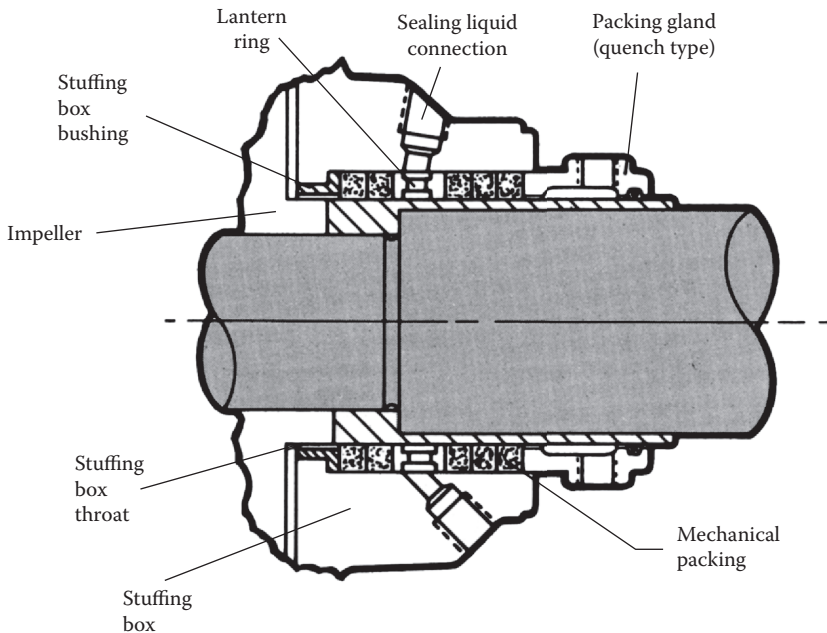 Lantern
ring
Sealing liquid
connection
Packing gland
(quench type)
Stuffing
box
bushing
Impeller
Stuffing
box
throat
Mechanical
packing
Stuffing
box